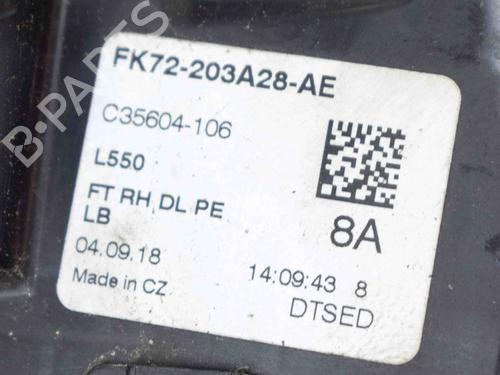 B-PARTS
FK72-203A28-AE
C35604-106
L550
FT RH DL PE
LB
8A
04.09.18
14:09:43 8
Made in CZ
DTSED